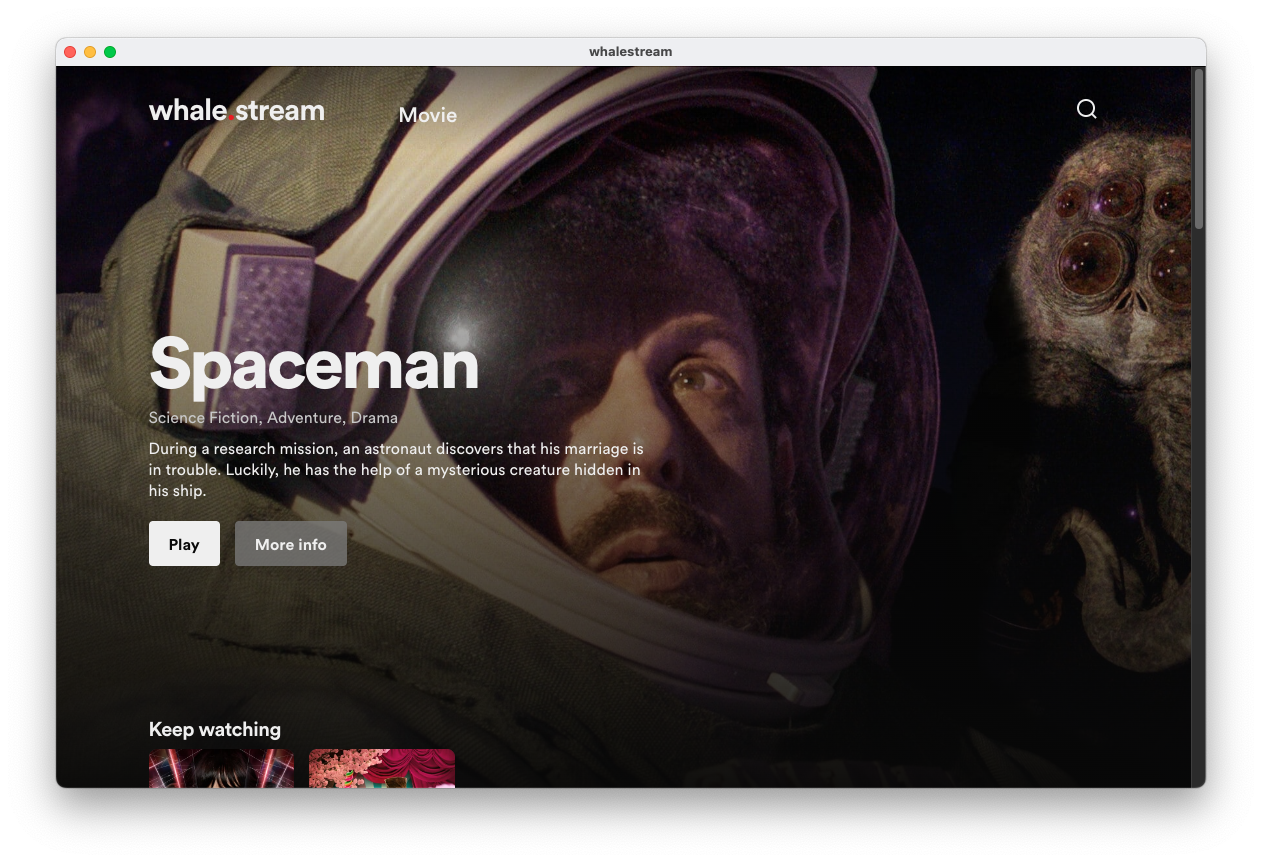 whalestream
whale.stream
Movie
Spaceman
Science Fiction, Adventure, Drama
During a research mission, an astronaut discovers that his marriage is
in trouble. Luckily, he has the help of a mysterious creature hidden in
his ship.
Play
More info
Keep watching